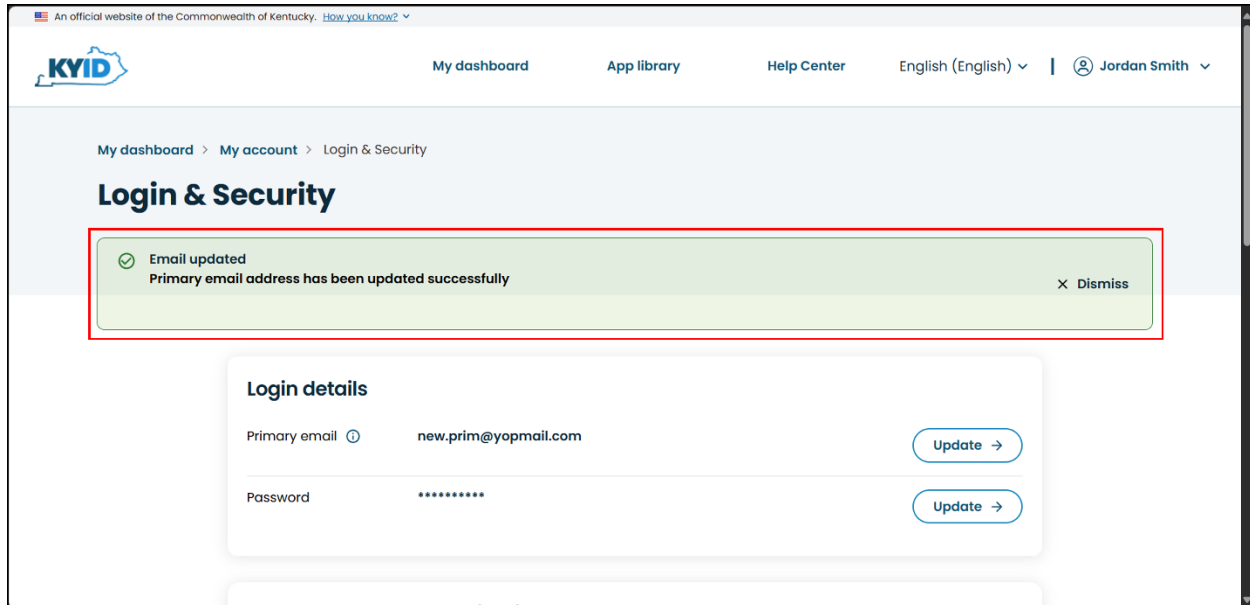 An official website of the Commonwealth of Kentucky. How you know?
KYID
My dashboard
App library
Help Center
English (English)
Jordan Smith
My dashboard > My account > Login & Security
Login & Security
Email updated
Primary email address has been updated successfully
Dismiss
Login details
Primary email
new.prim@yopmail.com
Update →
Password
**********
Update →